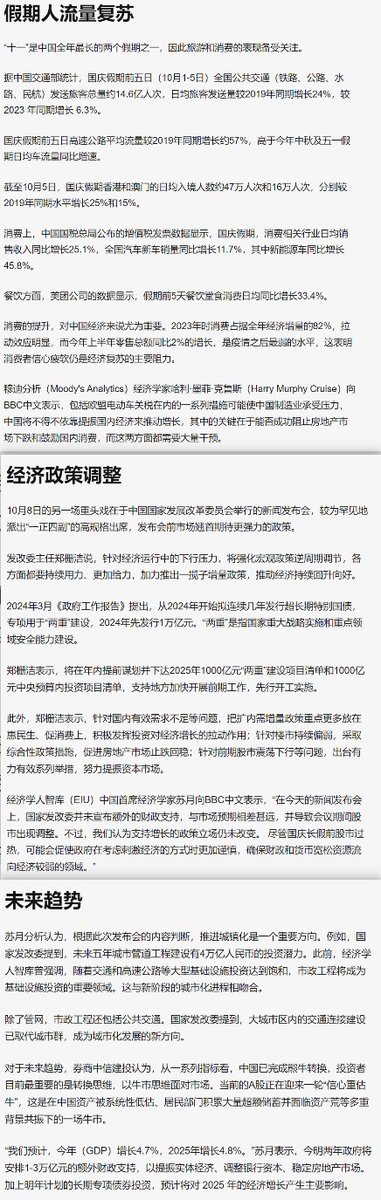 假期人流量复苏
“十一”是中国全年最长的两个假期之一，因此旅游和消费的表现备受关注。
据中国交通部统计，国庆假期前五日（10月1-5日）全国公共交通（铁路、公路、水
路、民航）发送旅客总量约14.6亿人次，日均旅客发送量较2019年同期增长24%，较
2023 年同期增长 6.3%。
国庆假期前五日高速公路平均流量较2019年同期增长约57%，高于今年中秋及五一假
期日均车流量同比增速。
截至10月5日，国庆假期香港和澳门的日均入境人数约47万人次和16万人次，分别较
2019年同期水平增长25%和15%。
消费上，中国国税总局公布的增值税发票数据显示，国庆假期，消费相关行业日均销
售收入同比增长25.1%，全国汽车新车销量同比增长11.7%，其中新能源车同比增长
45.8%。
餐饮方面，美团公司的数据显示，假期前5天餐饮堂食消费日均同比增长33.4%。
消费的提升，对中国经济来说尤为重要。2023年时消费占据全年经济增量的82%，拉
动效应明显，而今年上半年零售总额同比2%的增长，是疫情之后最弱的水平，这表明
消费者信心疲软仍是经济复苏的主要阻力。
穆迪分析（Moody's Analytics）经济学家哈利·墨菲·克鲁斯（Harry Murphy Cruise）向
BBC中文表示，包括欧盟电动车关税在内的一系列措施可能使中国制造业承受压力，
中国将不得不依靠提振国内经济来推动增长，其中的关键在于能否成功阻止房地产市
场下跌和鼓励国内消费，而这两方面都需要大量干预。
经济政策调整
10月8日的另一场重头戏在于中国国家发展改革委员会举行的新闻发布会，较为罕见地
派出“一正四副”的高规格出席，发布会前市场翘首期待更强力的政策。
发改委主任郑栅洁说，针对经济运行中的下行压力，将强化宏观政策逆周期调节，各
方面都要持续用力、更加给力，加力推出一揽子增量政策，推动经济持续回升向好。
2024年3月《政府工作报告》提出，从2024年开始拟连续几年发行超长期特别国债，
专项用于“两重”建设，2024年先发行1万亿元。“两重”是指国家重大战略实施和重点领
域安全能力建设。
郑栅洁表示，将在年内提前谋划并下达2025年1000亿元“两重”建设项目清单和1000亿
元中央预算内投资项目清单，支持地方加快开展前期工作，先行开工实施。
此外，郑栅洁表示，针对国内有效需求不足等问题，把扩内需增量政策重点更多放在
惠民生、促消费上，积极发挥投资对经济增长的拉动作用；针对楼市持续偏弱，采取
综合性政策措施，促进房地产市场止跌回稳；针对前期股市震荡下行等问题，出台有
力有效系列举措，努力提振资本市场。
经济学人智库（EIU）中国首席经济学家苏月向BBC中文表示，“在今天的新闻发布会
上，国家发改委并未宣布额外的财政支持，与市场预期相差甚远，并导致会议期间股
市出现调整。不过，我们认为支持增长的政策立场仍未改变。 尽管国庆长假前股市过
热，可能会促使政府在考虑刺激经济的方式时更加谨慎，确保财政和货币宽松资源流
向经济较弱的领域。”
未来趋势
苏月分析认为，根据此次发布会的内容判断，推进城镇化是一个重要方向。例如，国
家发改委提到，未来五年城市管道工程建设有4万亿人民币的投资潜力。此前，经济学
人智库曾强调，随着交通和高速公路等大型基础设施投资达到饱和，市政工程将成为
基础设施投资的重要领域。这与新阶段的城市化进程相吻合。
除了管网，市政工程还包括公共交通。国家发改委提到，大城市区内的交通连接建设
已取代城市群，成为城市化发展的新方向。
对于未来趋势，券商中信建投认为，从一系列指标看，中国已完成熊牛转换，投资者
目前最重要的是转换思维，以牛市思维面对市场。当前的A股正在迎来一轮“信心重估
牛”，这是在中国资产被系统性低估、居民部门积累大量超额储蓄并面临资产荒等多重
背景共振下的一场牛市。
“我们预计，今年（GDP）增长4.7%，2025年增长4.8%。”苏月表示，今明两年政府将
安排1-3万亿元的额外财政支持，以提振实体经济、调整银行资本、稳定房地产市场。
加上明年计划的长期专项债券投资，预计将对 2025 年的经济增长产生主要影响。